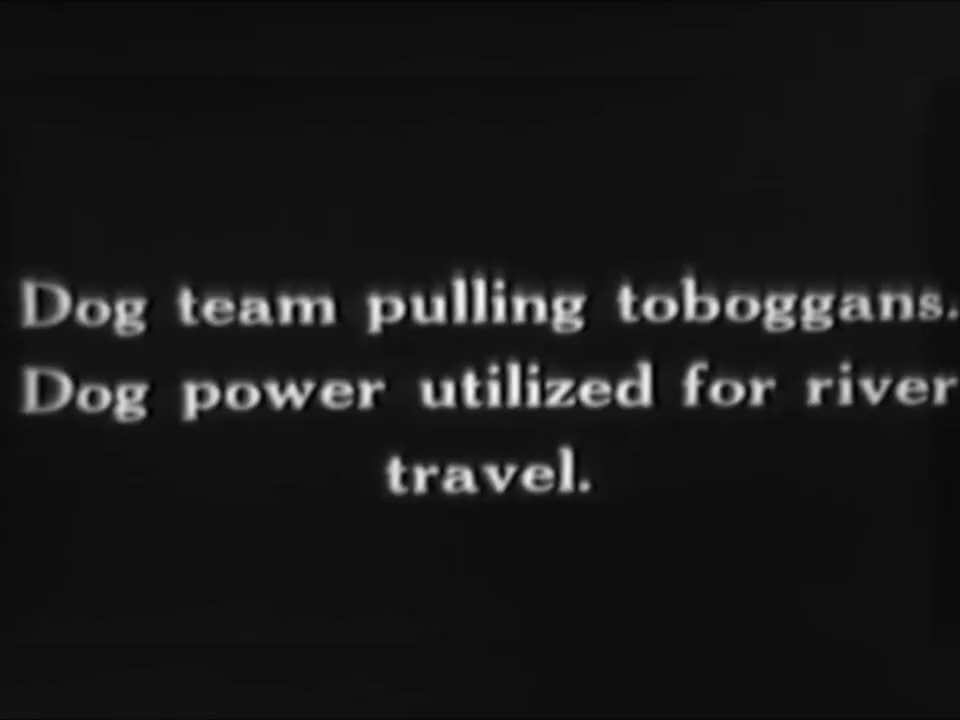 Dog team pulling toboggans.
Dog power utilized for river
travel.